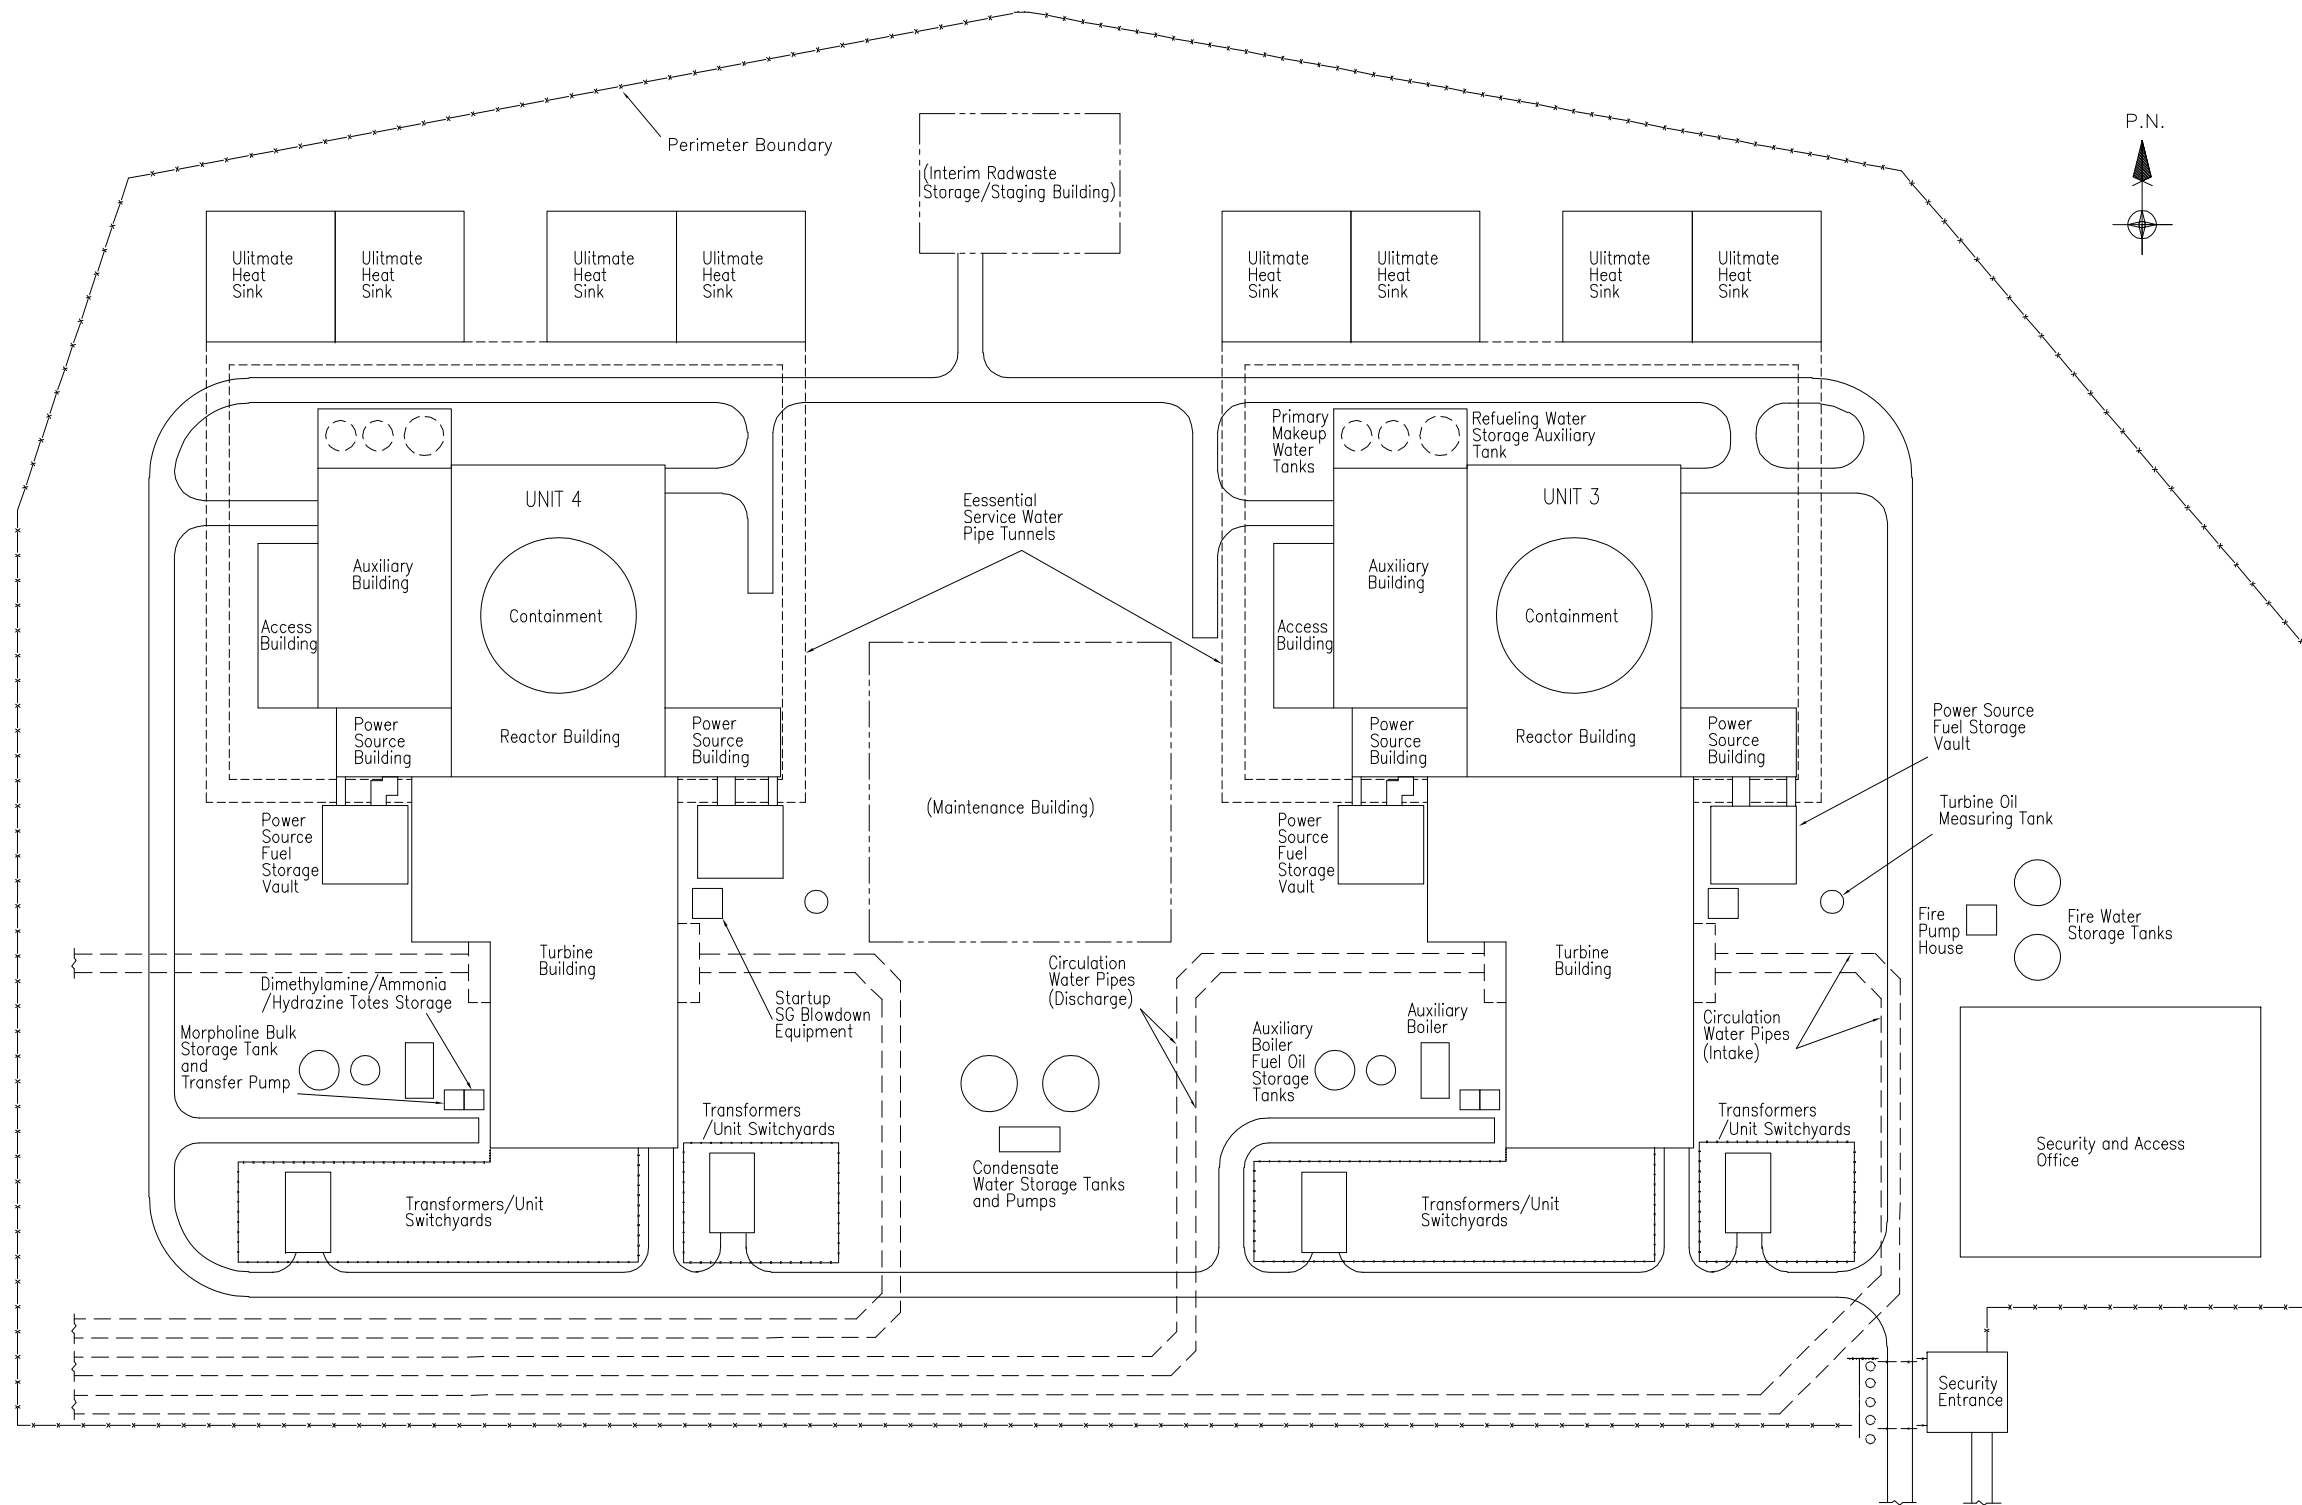 P.N.
Perimeter Boundary
(Interim Radwaste
Storage/Staging Building)
Ulitmate
Heat
Sink
Ulitmate
Heat
Sink
Ulitmate
Heat
Sink
Ulitmate
Heat
Sink
Ulitmate
Heat
Sink
Ulitmate
Heat
Sink
Ulitmate
Heat
Sink
Ulitmate
Heat
Sink
Primary
Makeup
Water
Tanks
Refueling Water
Storage Auxiliary
Tank
UNIT 4
Eessential
Service Water
Pipe Tunnels
UNIT 3
Auxiliary
Building
Containment
Access
Building
Auxiliary
Building
Containment
Access
Building
Power
Source
Building
Reactor Building
Power
Source
Building
Power
Source
Building
Reactor Building
Power
Source
Building
Power Source
Fuel Storage
Vault
(Maintenance Building)
Turbine Oil
Measuring Tank
Power
Source
Fuel
Storage
Vault
Power
Source
Fuel
Storage
Vault
Fire
Pump
House
Fire Water
Storage Tanks
Turbine
Building
Turbine
Building
Dimethylamine/Ammonia
/Hydrazine Totes Storage
Circulation
Water Pipes
(Discharge)
Startup
SG Blowdown
Equipment
Morpholine Bulk
Storage Tank
and
Transfer Pump
Auxiliary
Boiler
Fuel Oil
Storage
Tanks
Auxiliary
Boiler
Circulation
Water Pipes
(Intake)
Transformers
/Unit Switchyards
Transformers
/Unit Switchyards
Security and Access
Office
Condensate
Water Storage Tanks
and Pumps
Transformers/Unit
Switchyards
Transformers/Unit
Switchyards
Security
Entrance